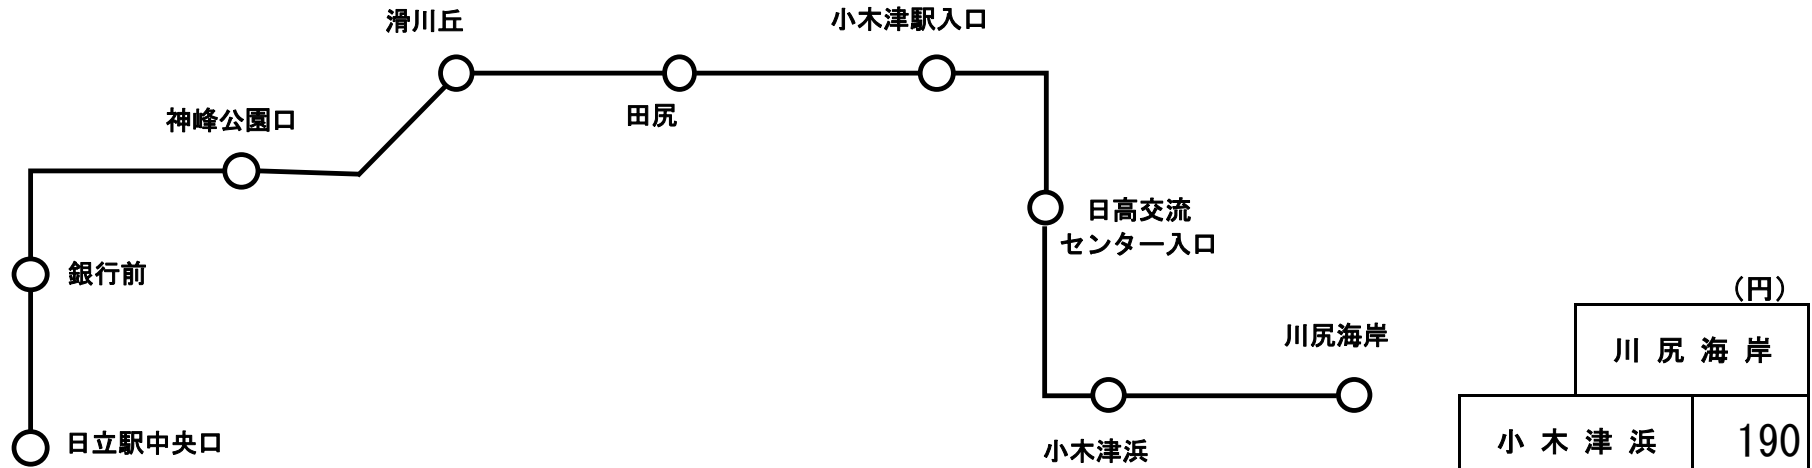 滑川丘
小木津駅入口
田尻
神峰公園口
日高交流
センター入口
銀行前
（円）
川尻海岸
川尻海岸
日立駅中央口
小木津浜
小木津浜 190